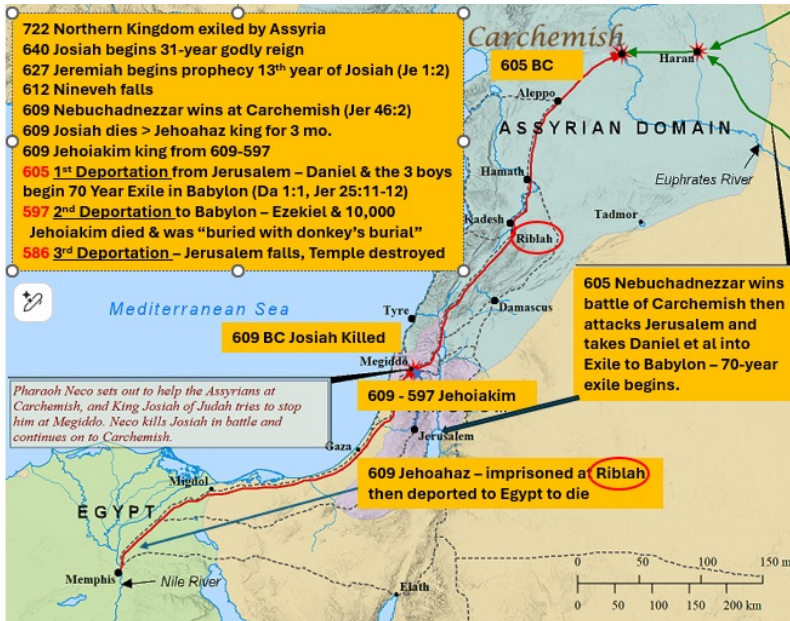 722 Northern Kingdom exiled by Assyria
640 Josiah begins 31-year godly reign
627 Jeremiah begins prophecy 13th year of Josiah (Je 1:2)
612 Nineveh falls
609 Nebuchadnezzar wins at Carchemish (Jer 46:2)
609 Josiah dies > Jehoahaz king for 3 mo.
609 Jehoiakim king from 609-597
605 1st Deportation from Jerusalem – Daniel & the 3 boys
begin 70 Year Exile in Babylon (Da 1:1, Jer 25:11-12)
597 2nd Deportation to Babylon – Ezekiel & 10,000
Jehoiakim died & was “buried with donkey’s burial”
586 3rd Deportation – Jerusalem falls, Temple destroyed
Carchemish
605 BC
Haran
Aleppo
ASSYRIAN DOMAIN
Euphrates River
Hamath
Kadesh
Tadmor
Riblah
Mediterranean Sea
Tyre
Damascus
605 Nebuchadnezzar wins
battle of Carchemish then
attacks Jerusalem and
takes Daniel et al into
Exile to Babylon – 70-year
exile begins.
609 BC Josiah Killed
Megiddo
Pharaoh Neco sets out to help the Assyrians at
Carchemish, and King Josiah of Judah tries to stop
him at Megiddo. Neco kills Josiah in battle and
continues on to Carchemish.
609 - 597 Jehoiakim
Jerusalem
Gaza
609 Jehoahaz – imprisoned at Riblah
then deported to Egypt to die
Migdol
EGYPT
Memphis
Nile River
Elath
0 50 100 150 m
0 50 100 150 200 km